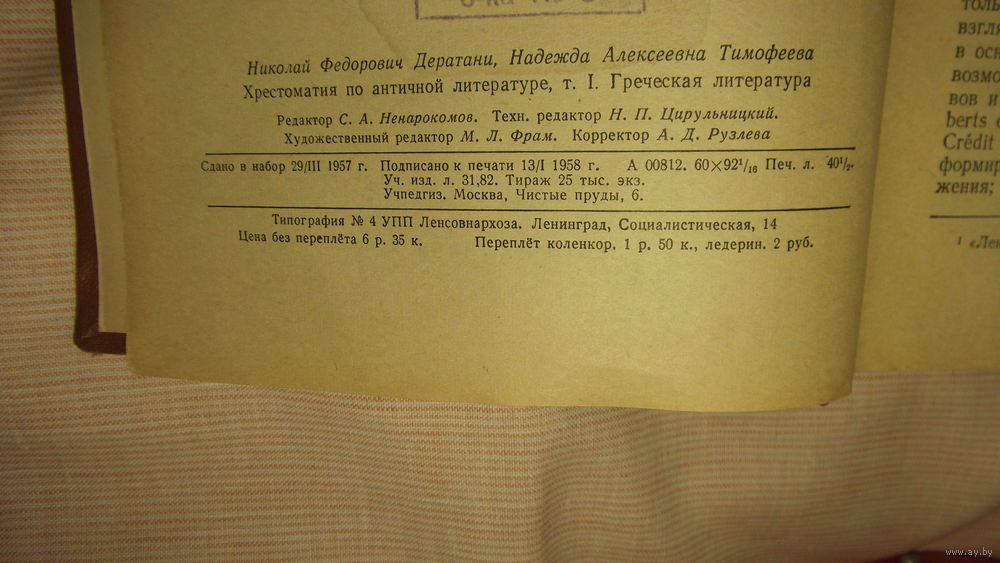 Николай Федорович Дератани, Надежда Алексеевна Тимофеева
Хрестоматия по античной литературе, т. I. Греческая литература
Редактор С. А. Ненарокомов. Техн. редактор Н. П. Цирульницкий.
Художественный редактор М. Л. Фрам. Корректор А. Д. Рузлева
Сдано в набор 29/III 1957 г. Подписано к печати 13/I 1958 г. А 00812. 60×92¹/₁₆ Печ. л. 40¹/₂.
Уч. изд. л. 31,82. Тираж 25 тыс. экз.
Учпедгиз. Москва, Чистые пруды, 6.
Типография № 4 УПП Ленсовнархоза. Ленинград, Социалистическая, 14
Цена без переплёта 6 р. 35 к. Переплёт коленкор. 1 р. 50 к., ледерин. 2 руб.
в осн
возмо
вов и
berts
Crédit
формир
жения;
¹ «Лен
www.ay.by